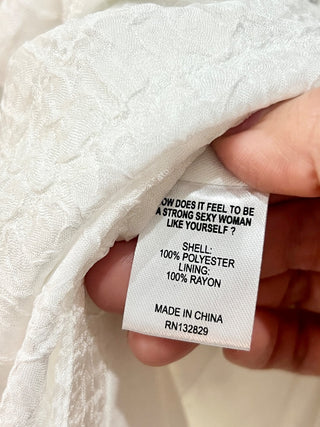 HOW DOES IT FEEL TO BE
A STRONG SEXY WOMAN
LIKE YOURSELF ?
SHELL:
100% POLYESTER
LINING:
100% RAYON
MADE IN CHINA
RN132829